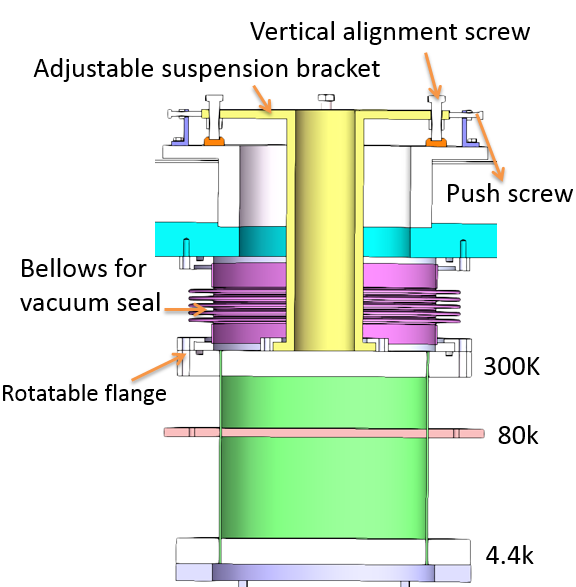 Vertical alignment screw
Adjustable suspension bracket
Push screw
Bellows for
vacuum seal
300K
Rotatable flange
80k
4.4k